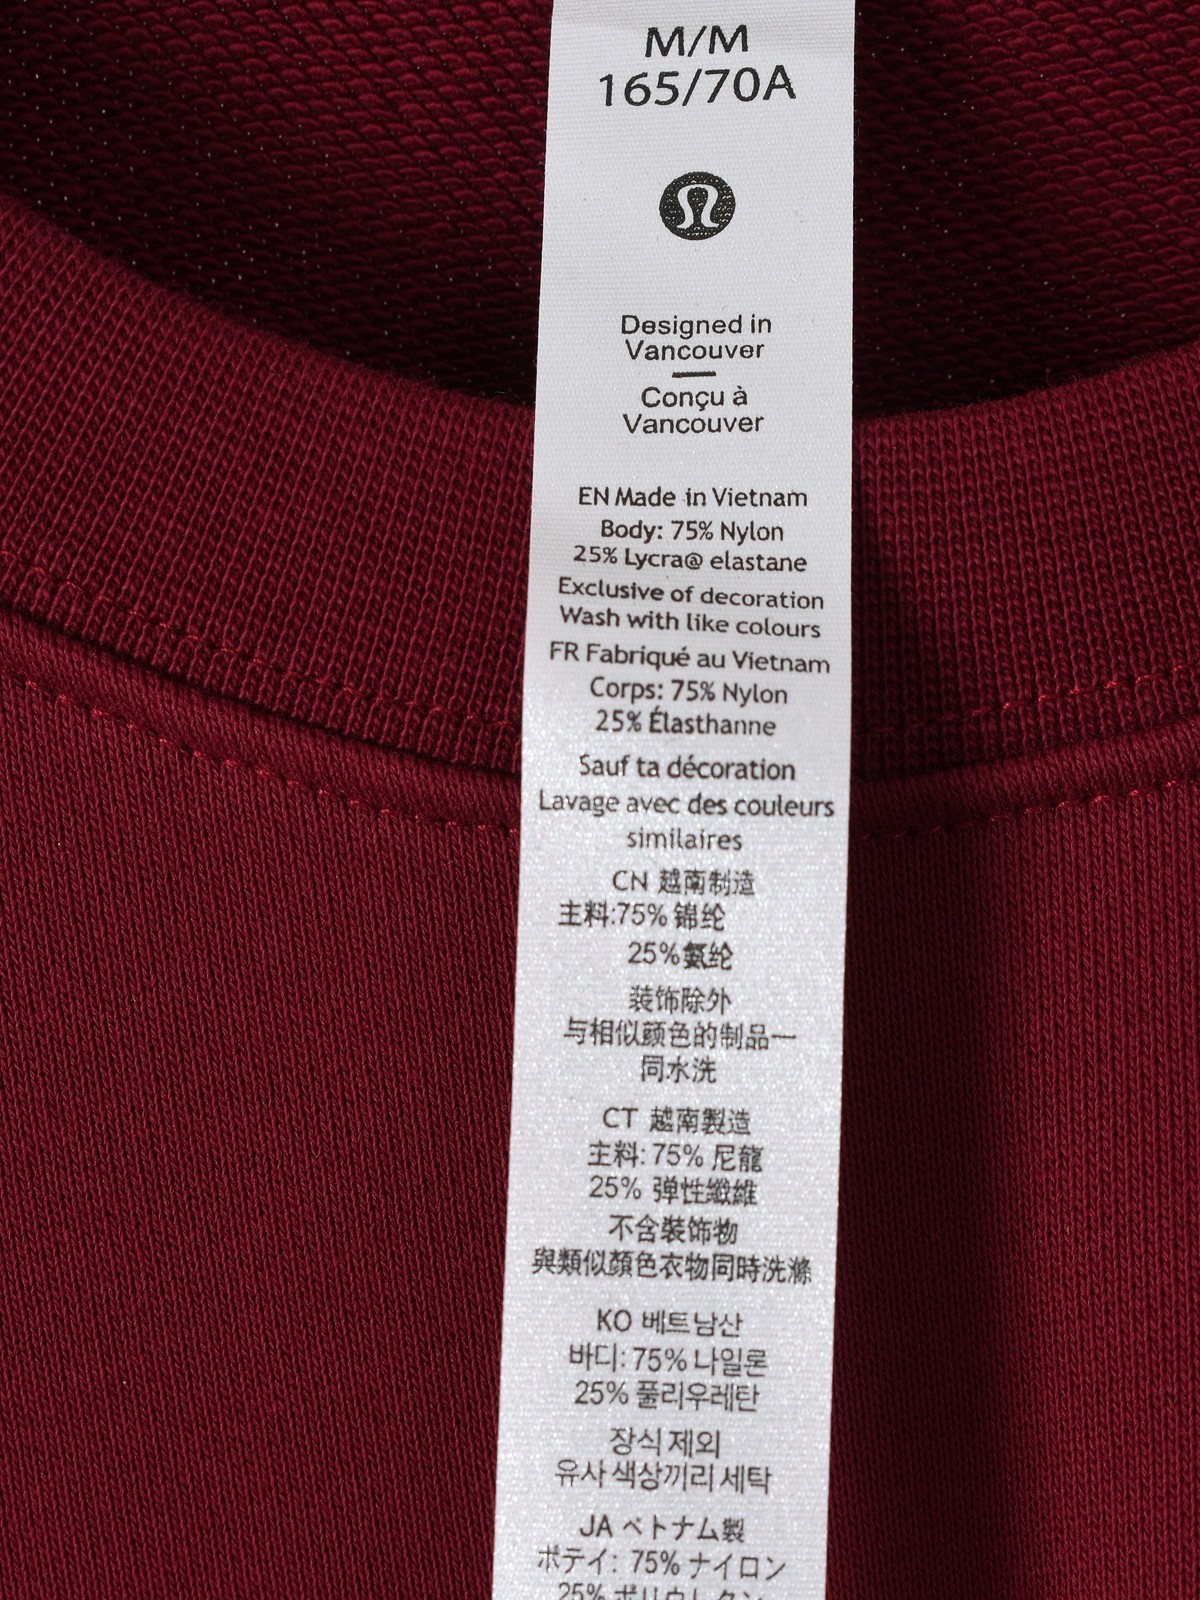 M/M
165/70A
Designed in
Vancouver
Conçu à
Vancouver
EN Made in Vietnam
Body: 75% Nylon
25% Lycra@ elastane
Exclusive of decoration
Wash with like colours
FR Fabriqué au Vietnam
Corps: 75% Nylon
25% Élasthanne
Sauf ta décoration
Lavage avec des couleurs
similaires
CN 越南制造
主料:75% 锦纶
25%氨纶
装饰除外
与相似颜色的制品一
同水洗
CT 越南製造
主料: 75% 尼龍
25% 弹性纖維
不含裝饰物
與類似顏色衣物同時洗滌
KO 베트남산
바디: 75% 나일론
25% 폴리우레탄
장식 제외
유사 색상끼리 세탁
JA ベトナム製
ボディ: 75% ナイロン
25% ポリウレタン